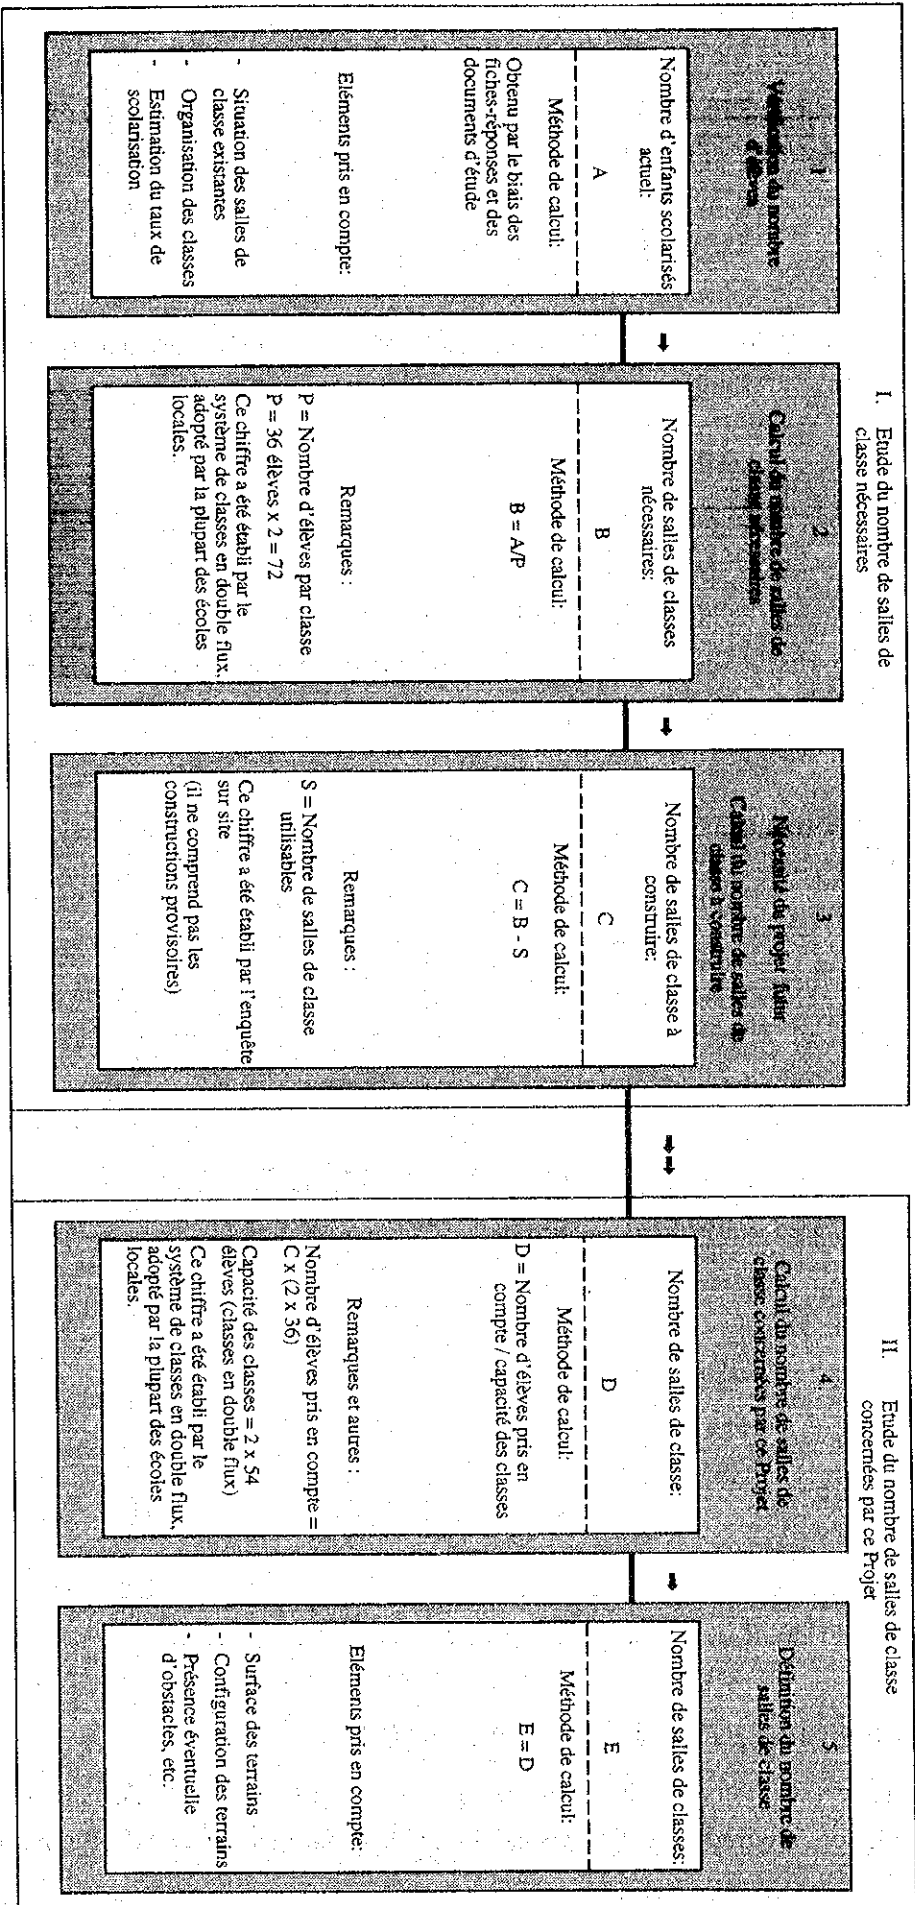 I. Etude du nombre de salles de
classe nécessaires
1
Vérification du nombre
d'élèves
Nombre d'enfants scolarisés
actuel:
A
Méthode de calcul:
Obtenu par le biais des
fiches-réponses et des
documents d'étude
Eléments pris en compte:
- Situation des salles de
classe existantes
- Organisation des classes
- Estimation du taux de
scolarisation
➡
2
Calcul du nombre de salles de
classe nécessaires
Nombre de salles de classes
nécessaires:
B
Méthode de calcul:
B = A/P
Remarques :
P = Nombre d'élèves par classe
P = 36 élèves x 2 = 72
Ce chiffre a été établi par le
système de classes en double flux,
adopté par la plupart des écoles
locales.
➡
3
Nécessité du projet futur
Calcul du nombre de salles de
classe à construire
Nombre de salles de classe à
construire:
C
Méthode de calcul:
C = B - S
Remarques :
S = Nombre de salles de classe
utilisables
Ce chiffre a été établi par l'enquête
sur site
(il ne comprend pas les
constructions provisoires)
➡➡
II. Etude du nombre de salles de classe
concernées par ce Projet
4
Calcul du nombre de salles de
classe concernées par ce Projet
Nombre de salles de classe:
D
Méthode de calcul:
D = Nombre d'élèves pris en
compte / capacité des classes
Remarques et autres :
Nombre d'élèves pris en compte =
C x (2 x 36)
Capacité des classes = 2 x 54
élèves (classes en double flux)
Ce chiffre a été établi par le
système de classes en double flux,
adopté par la plupart des écoles
locales.
➡
5
Définition du nombre de
salles de classe
Nombre de salles de classes:
E
Méthode de calcul:
E = D
Eléments pris en compte:
- Surface des terrains
- Configuration des terrains
- Présence éventuelle
d'obstacles, etc.